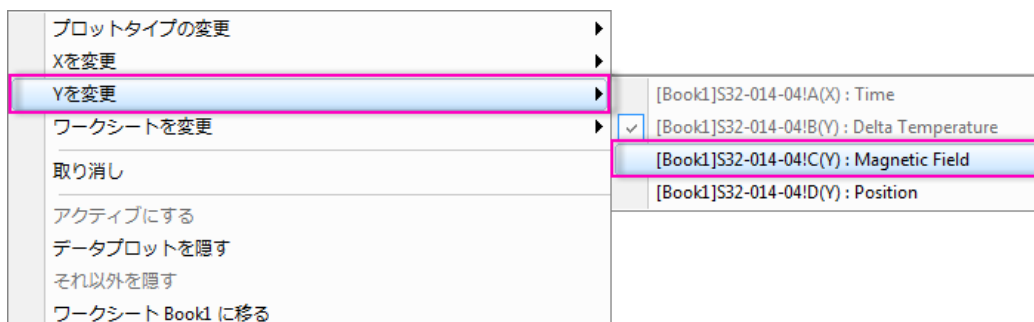 プロットタイプの変更
Xを変更
Yを変更
ワークシートを変更
取り消し
アクティブにする
データプロットを隠す
それ以外を隠す
ワークシート Book1 に移る
[Book1]S32-014-04!A(X) : Time
[Book1]S32-014-04!B(Y) : Delta Temperature
[Book1]S32-014-04!C(Y) : Magnetic Field
[Book1]S32-014-04!D(Y) : Position